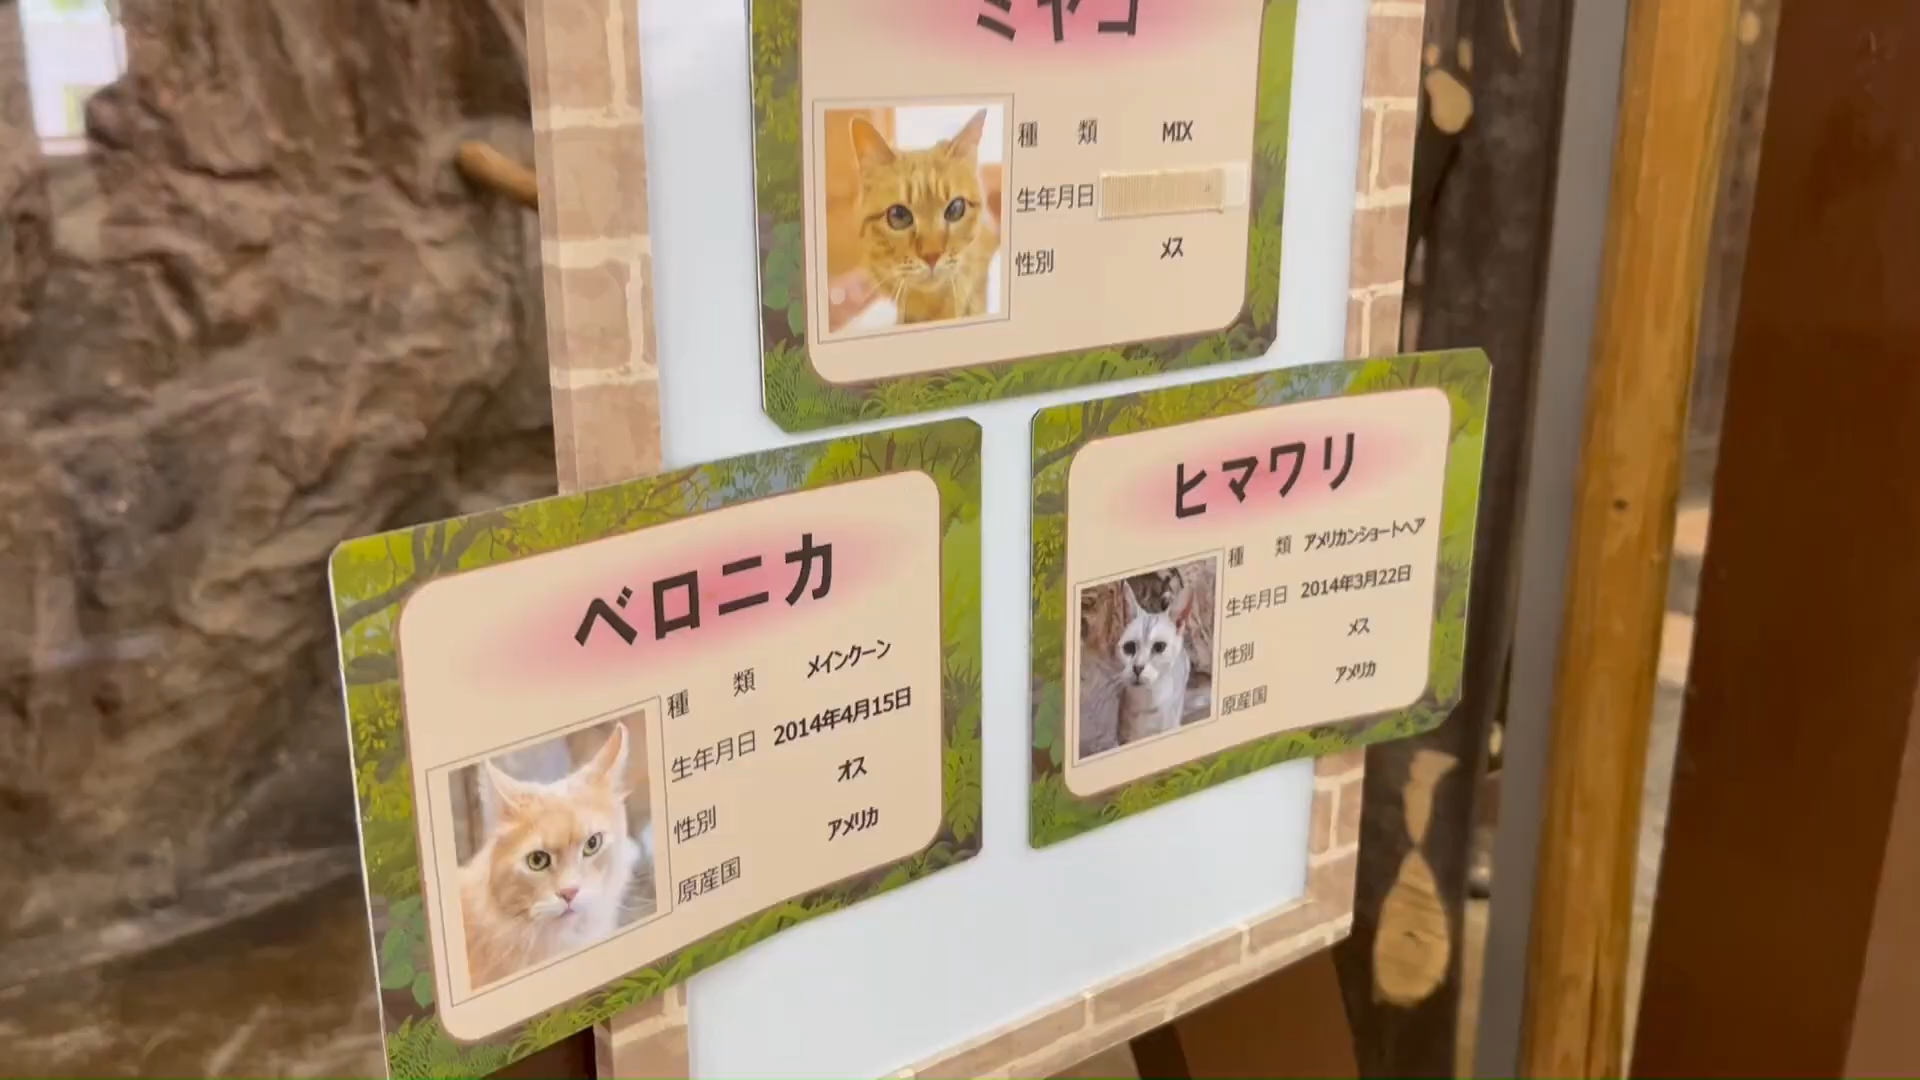 ミヤコ
種類 MIX
生年月日
性別 メス
ベロニカ
種類 メインクーン
生年月日 2014年4月15日
性別 オス
原産国 アメリカ
ヒマワリ
種類 アメリカンショートヘア
生年月日 2014年3月22日
性別 メス
原産国 アメリカ